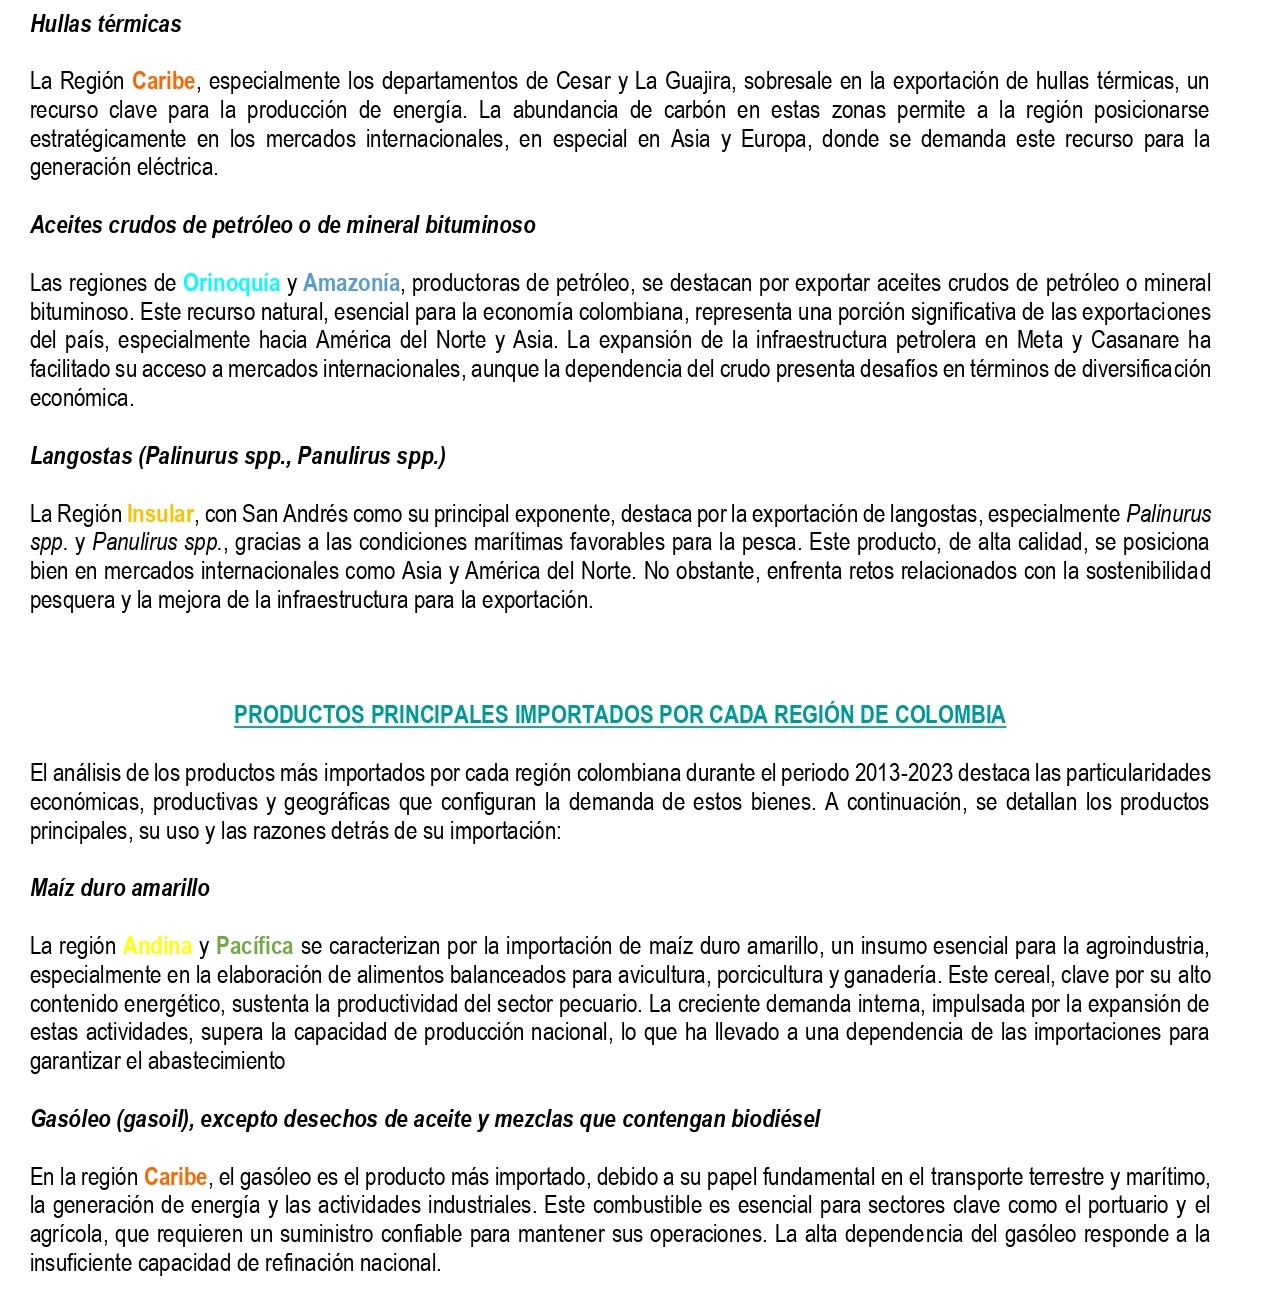 Hullas térmicas
La Región Caribe, especialmente los departamentos de Cesar y La Guajira, sobresale en la exportación de hullas térmicas, un
recurso clave para la producción de energía. La abundancia de carbón en estas zonas permite a la región posicionarse
estratégicamente en los mercados internacionales, en especial en Asia y Europa, donde se demanda este recurso para la
generación eléctrica.
Aceites crudos de petróleo o de mineral bituminoso
Las regiones de Orinoquía y Amazonía, productoras de petróleo, se destacan por exportar aceites crudos de petróleo o mineral
bituminoso. Este recurso natural, esencial para la economía colombiana, representa una porción significativa de las exportaciones
del país, especialmente hacia América del Norte y Asia. La expansión de la infraestructura petrolera en Meta y Casanare ha
facilitado su acceso a mercados internacionales, aunque la dependencia del crudo presenta desafíos en términos de diversificación
económica.
Langostas (Palinurus spp., Panulirus spp.)
La Región Insular, con San Andrés como su principal exponente, destaca por la exportación de langostas, especialmente Palinurus
spp. y Panulirus spp., gracias a las condiciones marítimas favorables para la pesca. Este producto, de alta calidad, se posiciona
bien en mercados internacionales como Asia y América del Norte. No obstante, enfrenta retos relacionados con la sostenibilidad
pesquera y la mejora de la infraestructura para la exportación.
PRODUCTOS PRINCIPALES IMPORTADOS POR CADA REGIÓN DE COLOMBIA
El análisis de los productos más importados por cada región colombiana durante el periodo 2013-2023 destaca las particularidades
económicas, productivas y geográficas que configuran la demanda de estos bienes. A continuación, se detallan los productos
principales, su uso y las razones detrás de su importación:
Maíz duro amarillo
La región Andina y Pacífica se caracterizan por la importación de maíz duro amarillo, un insumo esencial para la agroindustria,
especialmente en la elaboración de alimentos balanceados para avicultura, porcicultura y ganadería. Este cereal, clave por su alto
contenido energético, sustenta la productividad del sector pecuario. La creciente demanda interna, impulsada por la expansión de
estas actividades, supera la capacidad de producción nacional, lo que ha llevado a una dependencia de las importaciones para
garantizar el abastecimiento
Gasóleo (gasoil), excepto desechos de aceite y mezclas que contengan biodiésel
En la región Caribe, el gasóleo es el producto más importado, debido a su papel fundamental en el transporte terrestre y marítimo,
la generación de energía y las actividades industriales. Este combustible es esencial para sectores clave como el portuario y el
agrícola, que requieren un suministro confiable para mantener sus operaciones. La alta dependencia del gasóleo responde a la
insuficiente capacidad de refinación nacional.